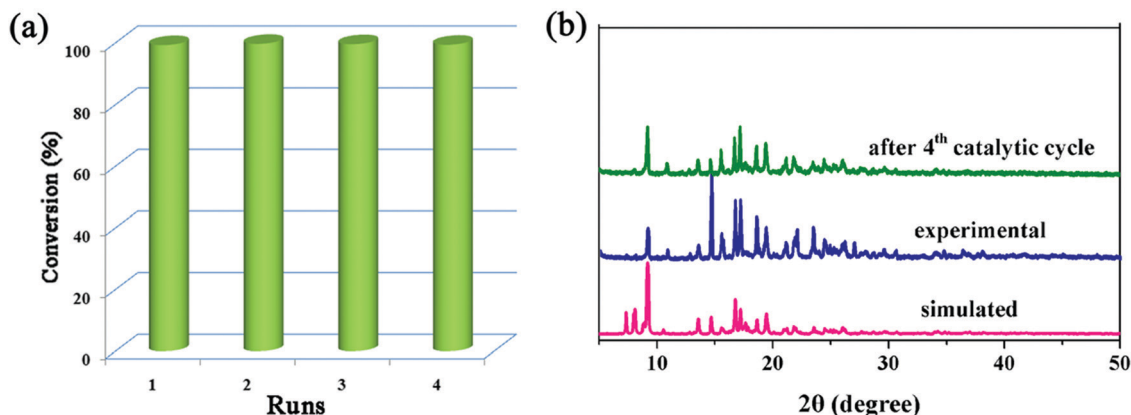 (a)
100
80
60
40
20
0
Conversion (%)
1 2 3 4
Runs
(b)
after 4th catalytic cycle
experimental
simulated
10 20 30 40 50
2θ (degree)